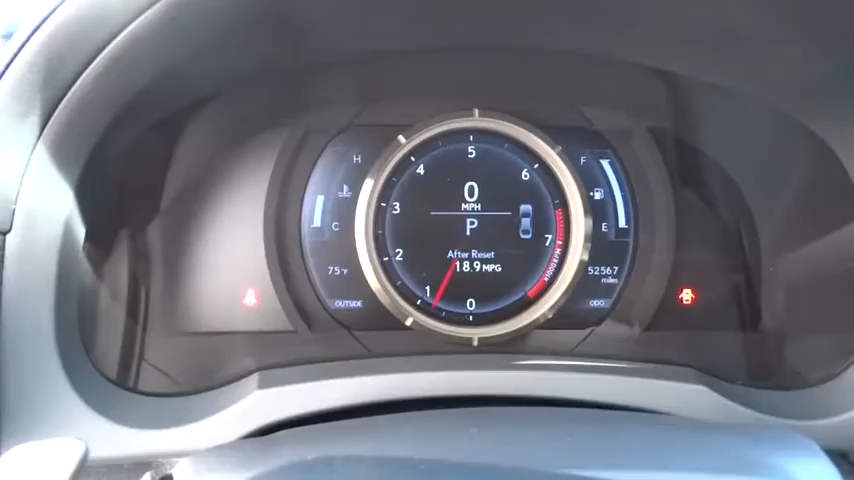 H
C
75°F
OUTSIDE
0
1
2
3
4
5
6
7
x1000RPM
0
MPH
P
After Reset
18.9 MPG
F
E
52567
miles
ODO